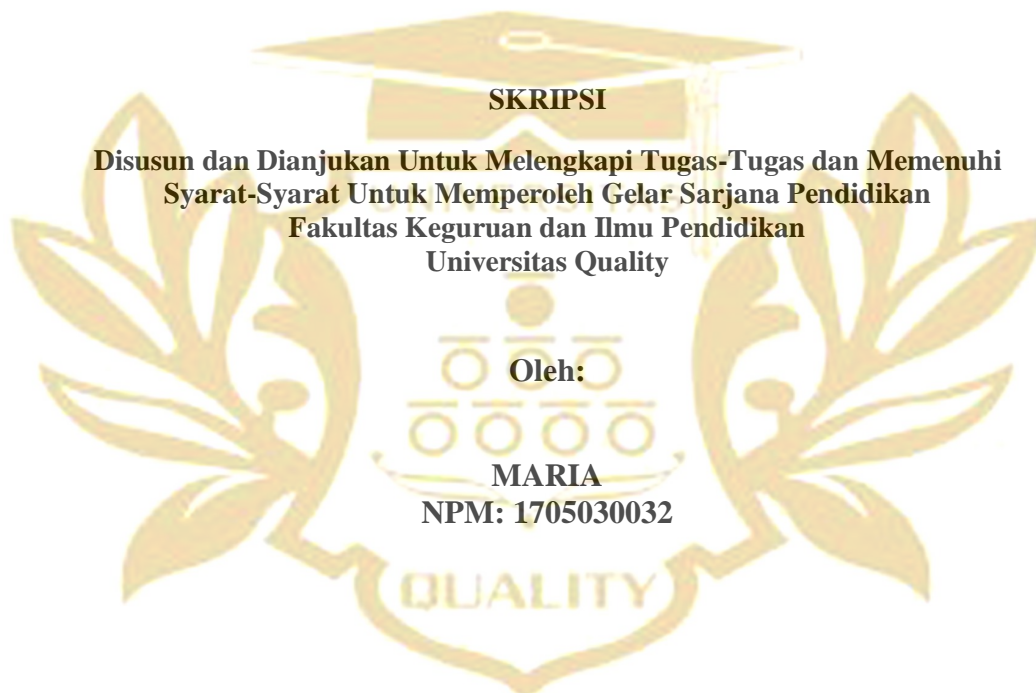 SKRIPSI
Disusun dan Dianjukan Untuk Melengkapi Tugas-Tugas dan Memenuhi
Syarat-Syarat Untuk Memperoleh Gelar Sarjana Pendidikan
UNIVERSITAS
Fakultas Keguruan dan Ilmu Pendidikan
Universitas Quality
Oleh:
MARIA
NPM: 1705030032
QUALITY